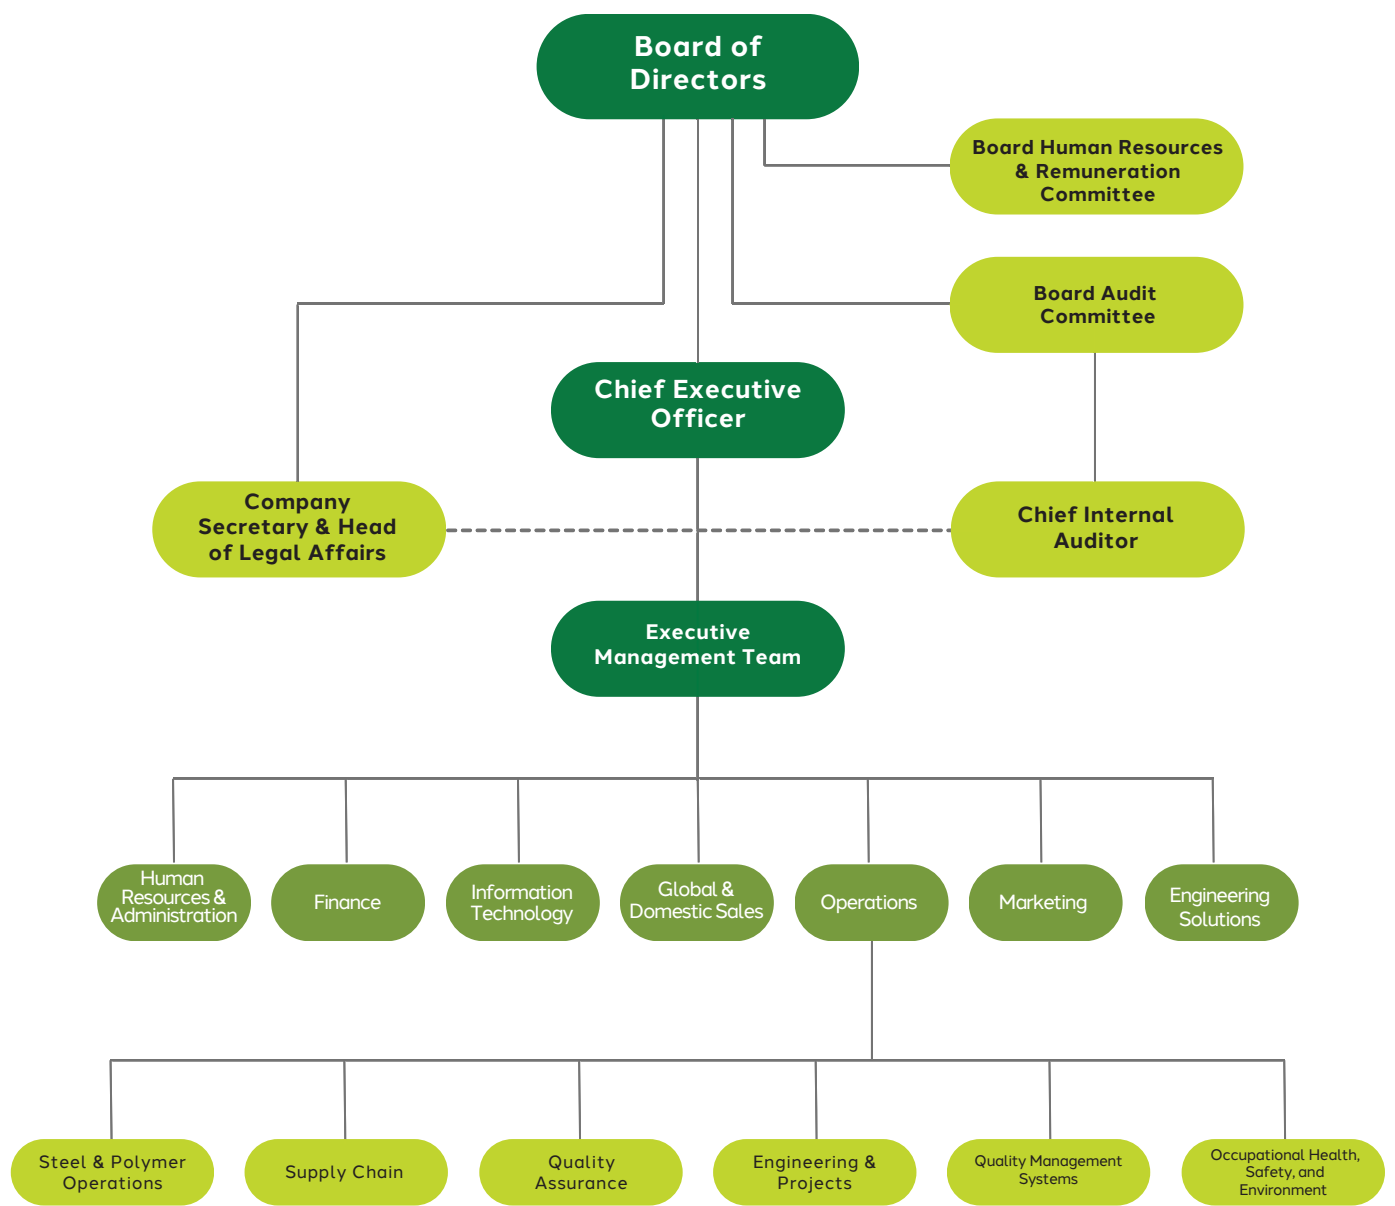 Board of
Directors
Board Human Resources
& Remuneration
Committee
Board Audit
Committee
Chief Executive
Officer
Company
Secretary & Head
of Legal Affairs
Chief Internal
Auditor
Executive
Management Team
Human
Resources &
Administration
Finance
Information
Technology
Global &
Domestic Sales
Operations
Marketing
Engineering
Solutions
Steel & Polymer
Operations
Supply Chain
Quality
Assurance
Engineering &
Projects
Quality Management
Systems
Occupational Health,
Safety, and
Environment